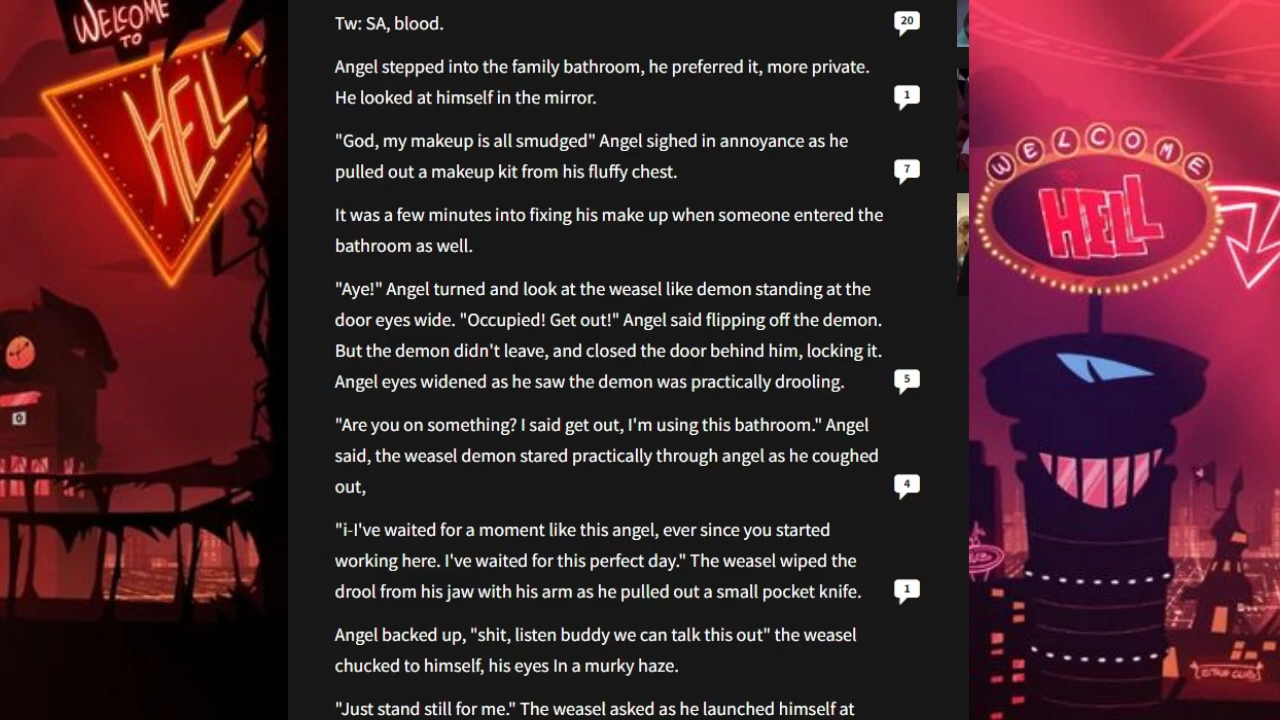 WELCOME
TO
HELL
Tw: SA, blood.
20
Angel stepped into the family bathroom, he preferred it, more private.
He looked at himself in the mirror.
1
"God, my makeup is all smudged" Angel sighed in annoyance as he
pulled out a makeup kit from his fluffy chest.
7
It was a few minutes into fixing his make up when someone entered the
bathroom as well.
"Aye!" Angel turned and look at the weasel like demon standing at the
door eyes wide. "Occupied! Get out!" Angel said flipping off the demon.
But the demon didn't leave, and closed the door behind him, locking it.
Angel eyes widened as he saw the demon was practically drooling.
5
"Are you on something? I said get out, I'm using this bathroom." Angel
said, the weasel demon stared practically through angel as he coughed
out,
4
"i-I've waited for a moment like this angel, ever since you started
working here. I've waited for this perfect day." The weasel wiped the
drool from his jaw with his arm as he pulled out a small pocket knife.
1
Angel backed up, "shit, listen buddy we can talk this out" the weasel
chucked to himself, his eyes In a murky haze.
"Just stand still for me." The weasel asked as he launched himself at
WELCOME
TO
HELL